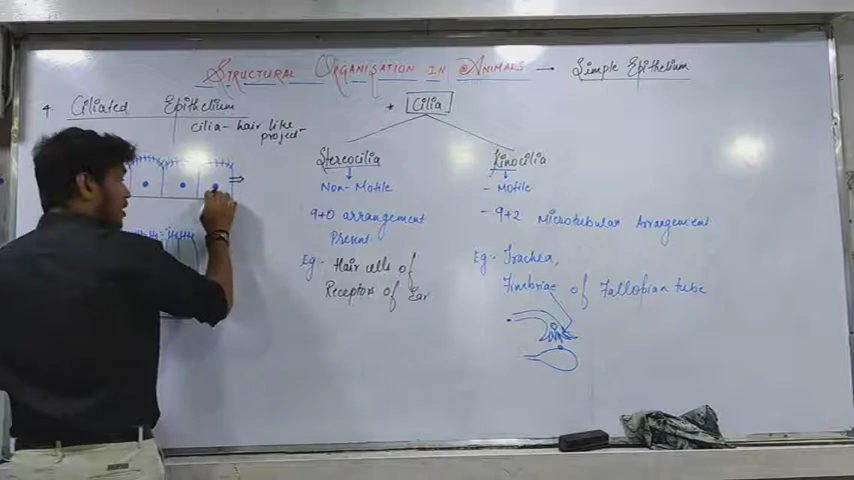 Structural Organisation in Animals → Simple Epithelium
+ Ciliated Epithelium
cilia - hair like
project-
* Cilia
Stereocilia
Non-Motile
9+0 arrangement
Present
Eg:- Hair cells of
Receptors of Ear
Kinocilia
- Motile
- 9+2 Microtubular Arrangement
Eg:- Trachea,
Fimbriae of Fallopian tube